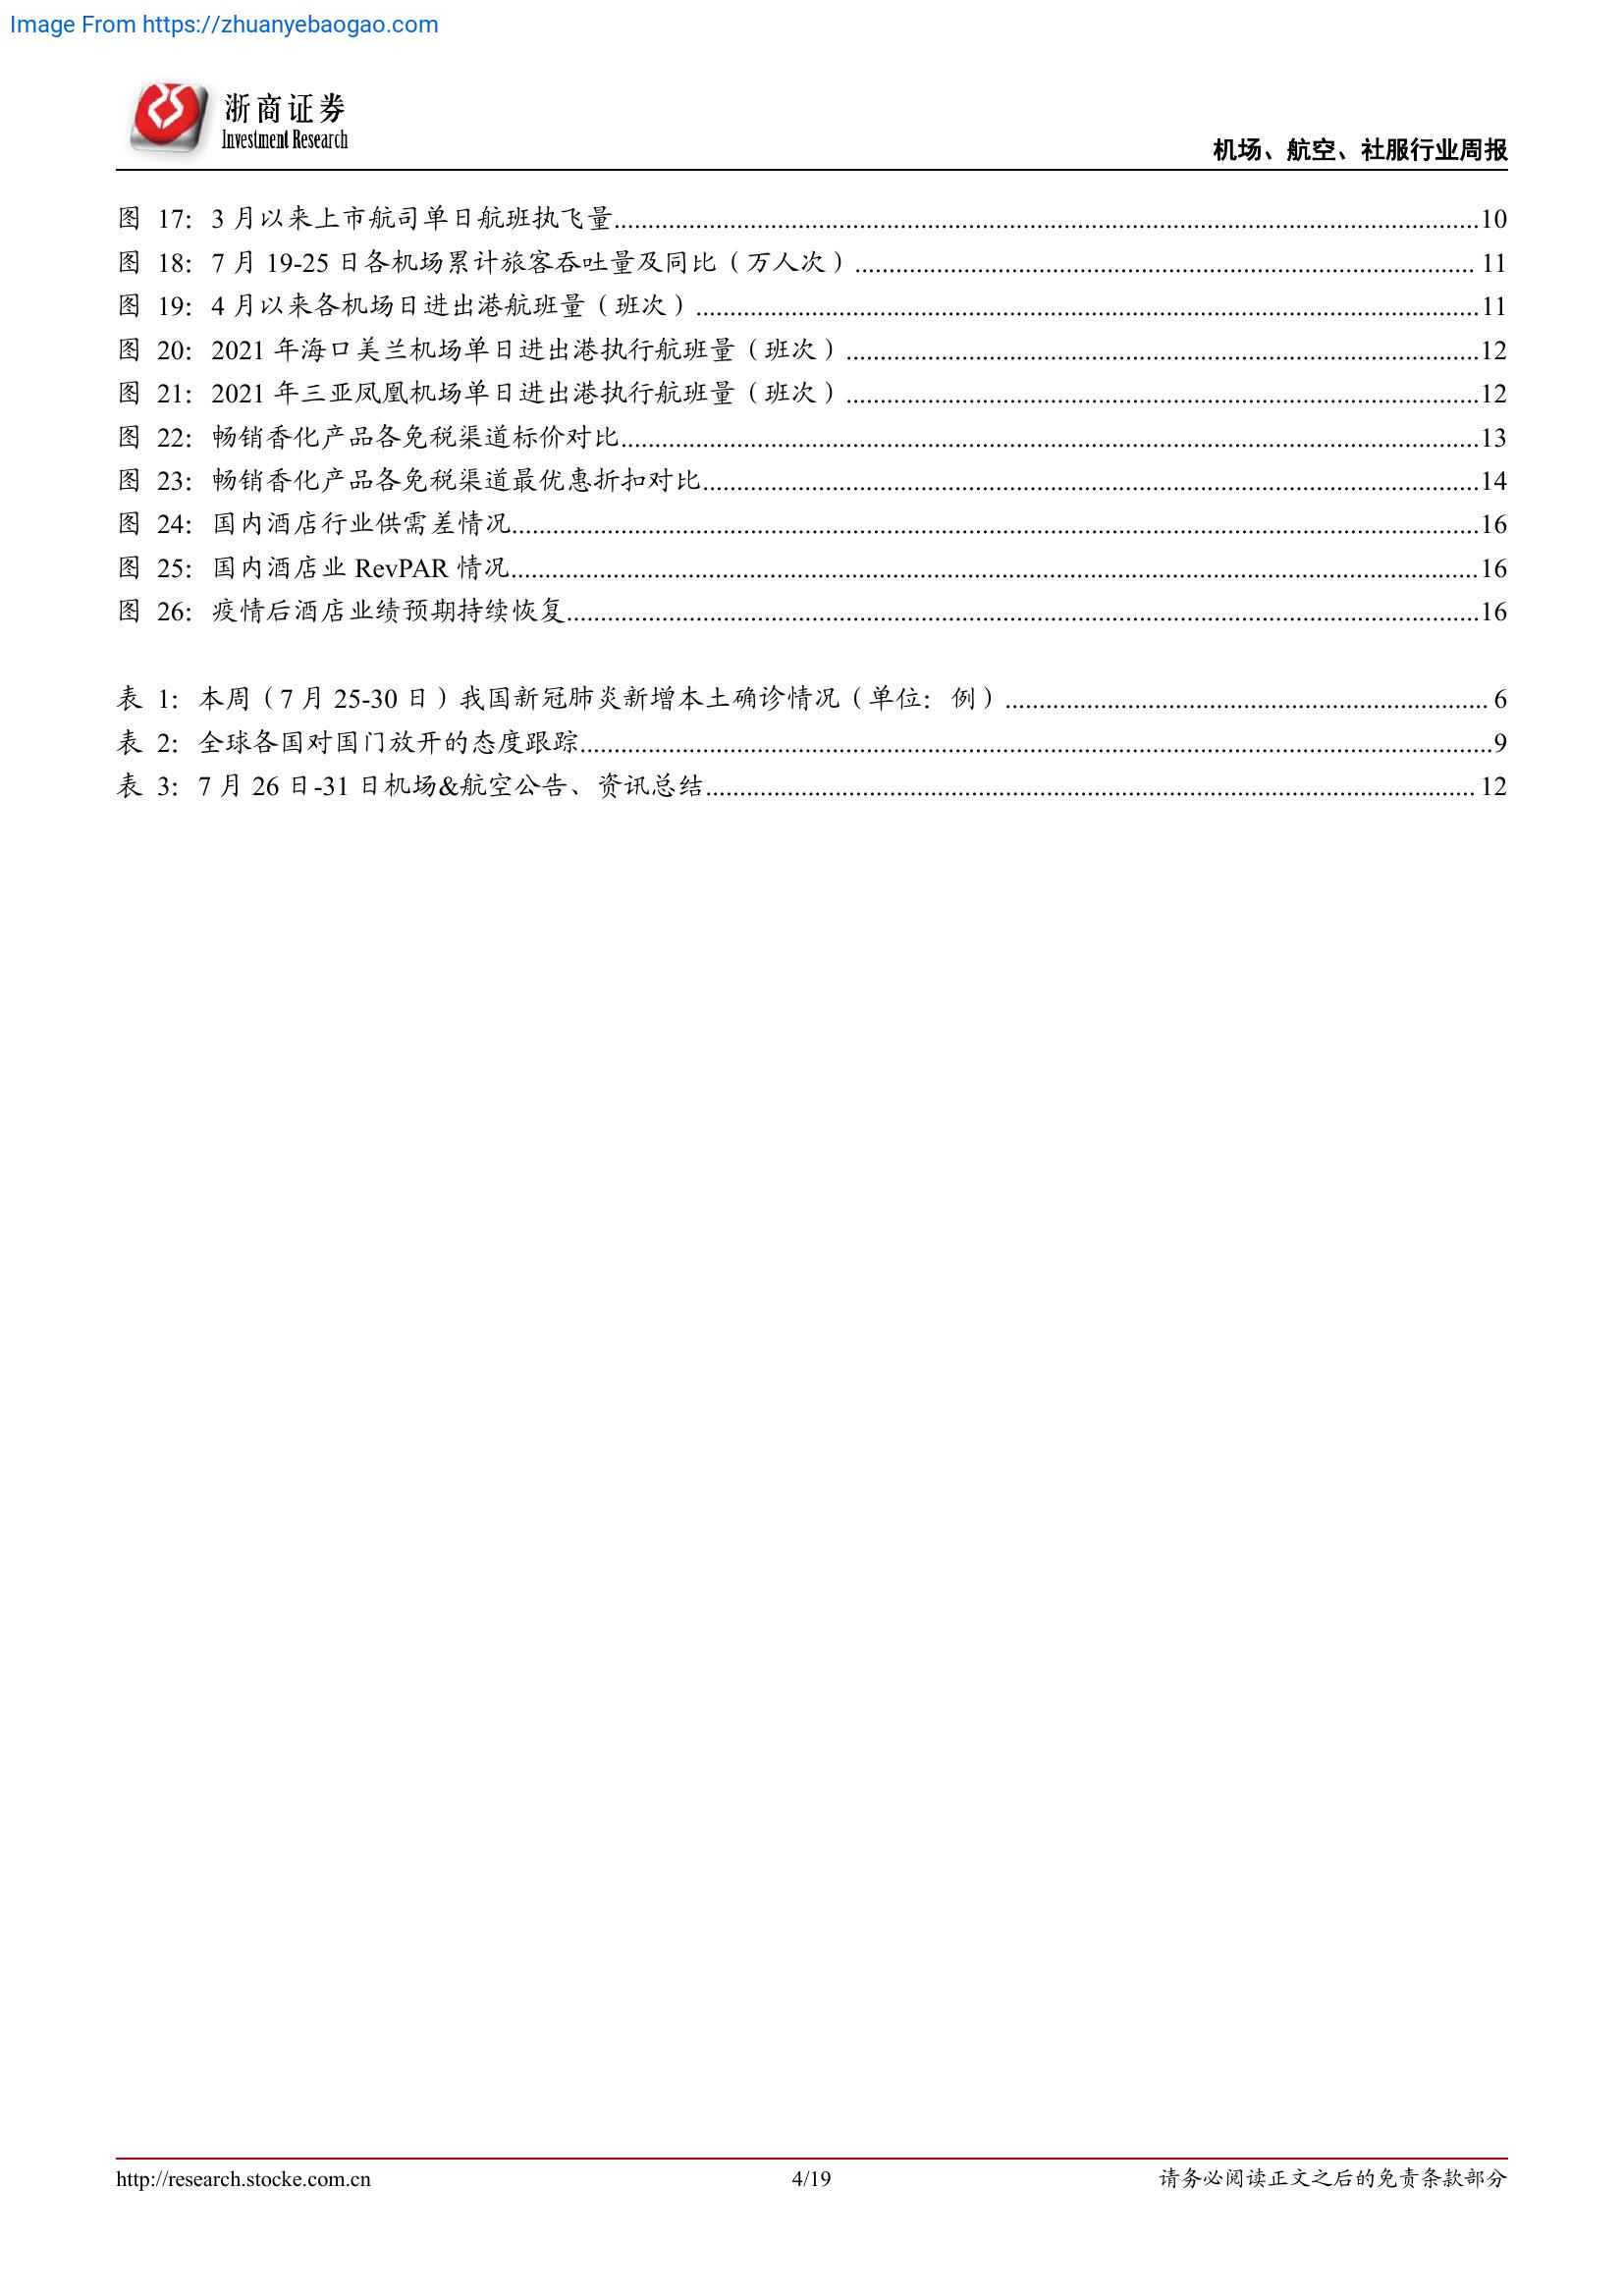 Image From https://zhuanyebaogao.com
浙商证券
Investment Research
机场、航空、社服行业周报
图 17：3 月以来上市航司单日航班执飞量......10
图 18：7 月 19-25 日各机场累计旅客吞吐量及同比（万人次）......11
图 19：4 月以来各机场日进出港航班量（班次）......11
图 20：2021 年海口美兰机场单日进出港执行航班量（班次）......12
图 21：2021 年三亚凤凰机场单日进出港执行航班量（班次）......12
图 22：畅销香化产品各免税渠道标价对比......13
图 23：畅销香化产品各免税渠道最优惠折扣对比......14
图 24：国内酒店行业供需差情况......16
图 25：国内酒店业 RevPAR 情况......16
图 26：疫情后酒店业绩预期持续恢复......16
表 1：本周（7 月 25-30 日）我国新冠肺炎新增本土确诊情况（单位：例）......6
表 2：全球各国对国门放开的态度跟踪......9
表 3：7 月 26 日-31 日机场&航空公告、资讯总结......12
http://research.stocke.com.cn
4/19
请务必阅读正文之后的免责条款部分